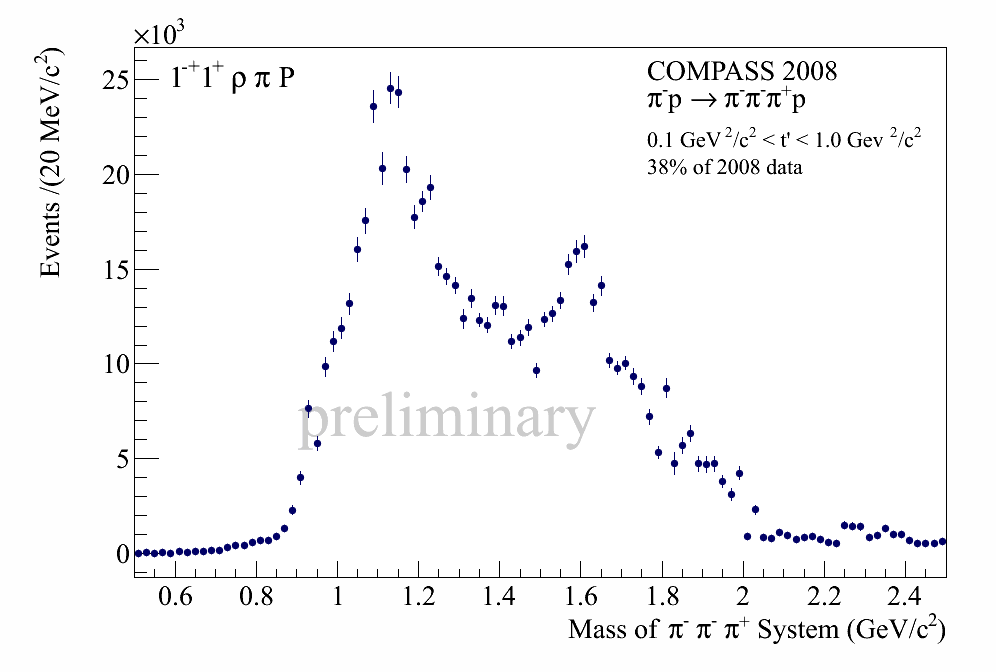 ×10³
1⁻⁺1⁺ ρ π P
COMPASS 2008
π⁻p → π⁻π⁻π⁺p
0.1 GeV²/c² < t' < 1.0 Gev ²/c²
38% of 2008 data
Events /(20 MeV/c²)
25
20
15
10
5
0
preliminary
0.6 0.8 1 1.2 1.4 1.6 1.8 2 2.2 2.4
Mass of π⁻ π⁻ π⁺ System (GeV/c²)